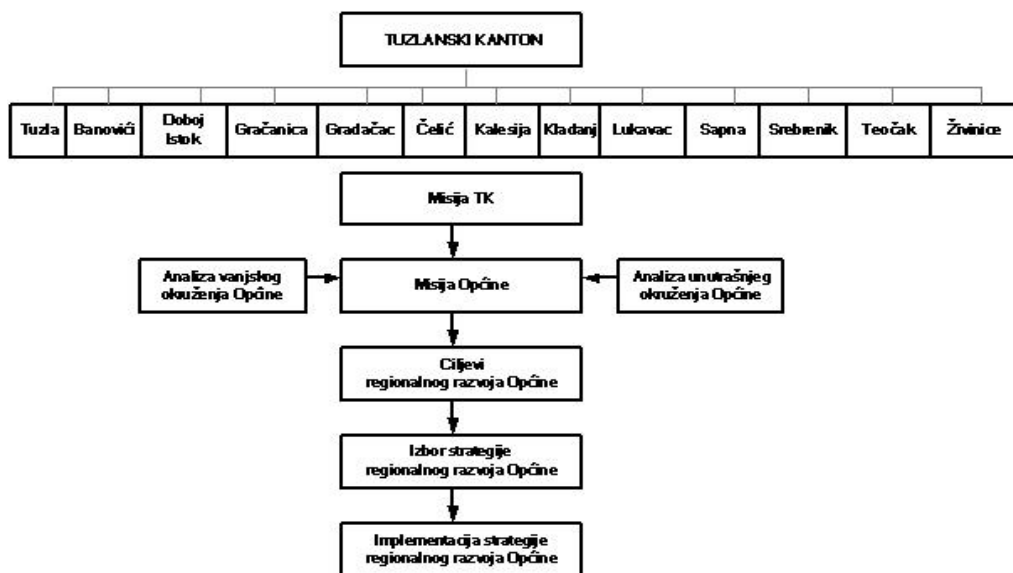 TUZLANSKI KANTON
Tuzla
Banovići
Doboj
Istok
Gračanica
Gradačac
Čelić
Kalesija
Kladanj
Lukavac
Sapna
Srebrenik
Teočak
Živinice
Misija TK
Analiza vanjskog
okruženja Općine
Misija Općine
Analiza unutrašnjeg
okruženja Općine
Ciljevi
regionalnog razvoja Općine
Izbor strategije
regionalnog razvoja Općine
Implementacija strategije
regionalnog razvoja Općine